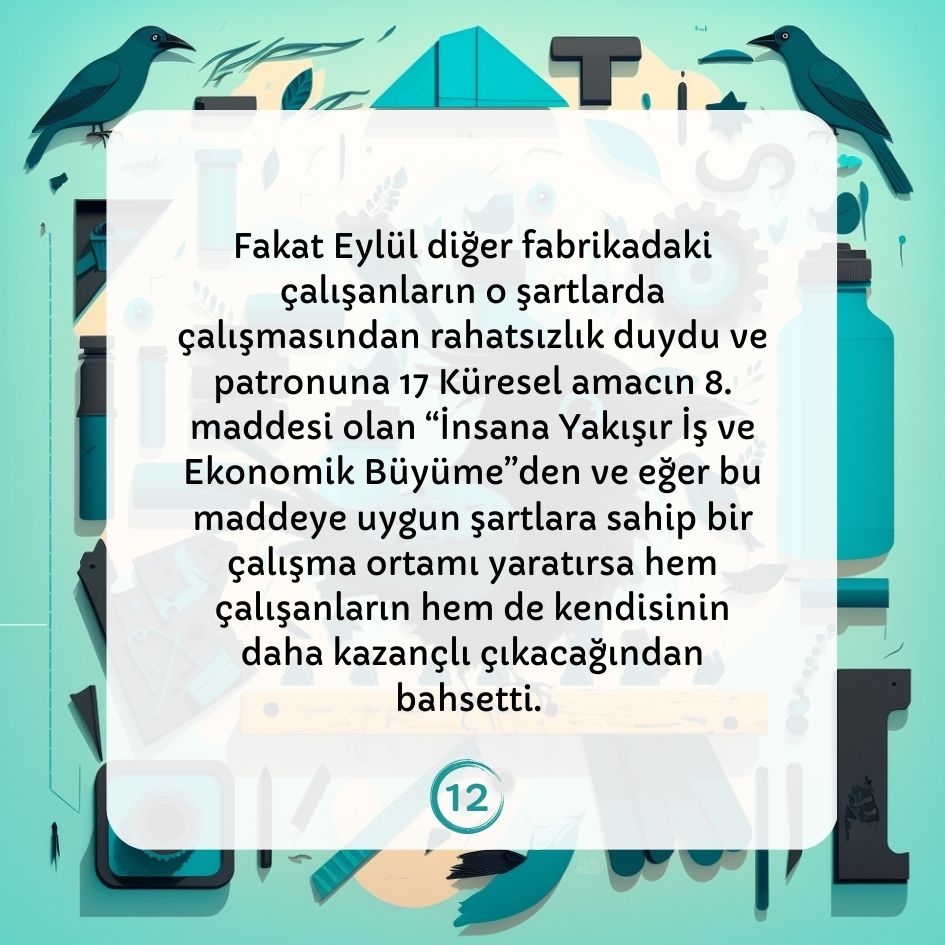 Fakat Eylül diğer fabrikadaki
çalışanların o şartlarda
çalışmasından rahatsızlık duydu ve
patronuna 17 Küresel amacın 8.
maddesi olan “İnsana Yakışır İş ve
Ekonomik Büyüme”den ve eğer bu
maddeye uygun şartlara sahip bir
çalışma ortamı yaratırsa hem
çalışanların hem de kendisinin
daha kazançlı çıkacağından
bahsetti.
12